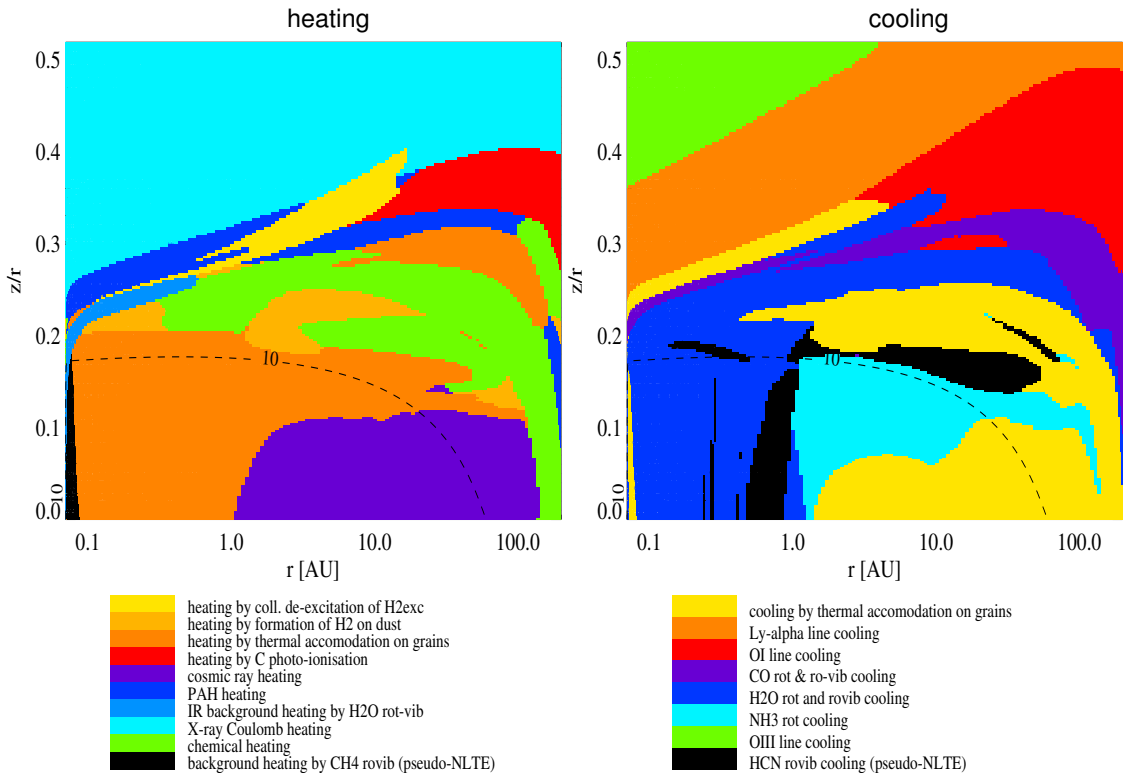 heating
cooling
0.5
0.4
0.3
0.2
0.1
0.0
z/r
10
10
0.1
1.0
10.0
100.0
r [AU]
0.5
0.4
0.3
0.2
0.1
0.0
z/r
10
10
0.1
1.0
10.0
100.0
r [AU]
heating by coll. de-excitation of H2exc
heating by formation of H2 on dust
heating by thermal accomodation on grains
heating by C photo-ionisation
cosmic ray heating
PAH heating
IR background heating by H2O rot-vib
X-ray Coulomb heating
chemical heating
background heating by CH4 rovib (pseudo-NLTE)
cooling by thermal accomodation on grains
Ly-alpha line cooling
OI line cooling
CO rot & ro-vib cooling
H2O rot and rovib cooling
NH3 rot cooling
OIII line cooling
HCN rovib cooling (pseudo-NLTE)